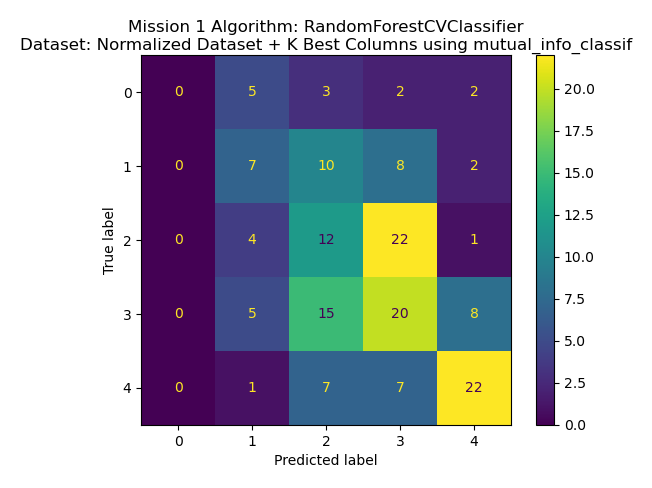 Mission 1 Algorithm: RandomForestCVClassifier
Dataset: Normalized Dataset + K Best Columns using mutual_info_classif
0 0 5 3 2 2
1 0 7 10 8 2
2 0 4 12 22 1
3 0 5 15 20 8
4 0 1 7 7 22
0 1 2 3 4
True label
Predicted label
20.0
17.5
15.0
12.5
10.0
7.5
5.0
2.5
0.0